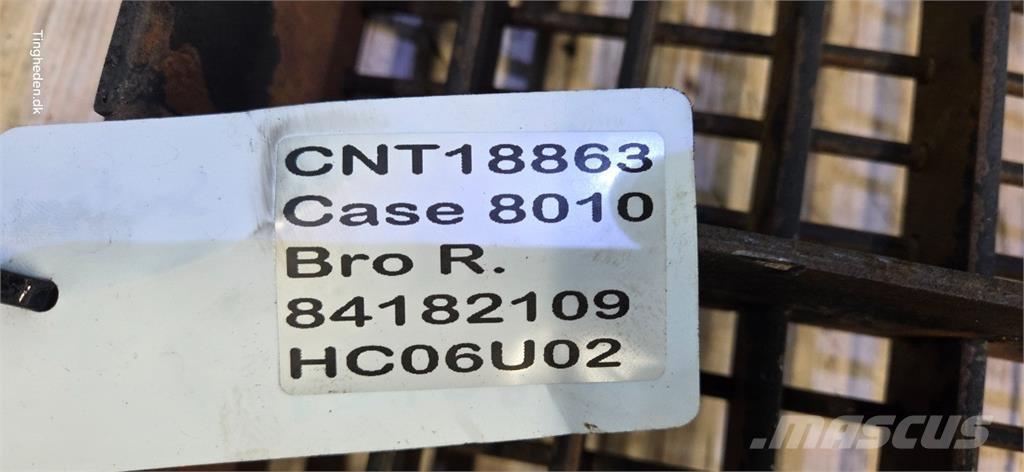 Tingheden.dk
CNT18863
Case 8010
Bro R.
84182109
HC06U02
MASCUS